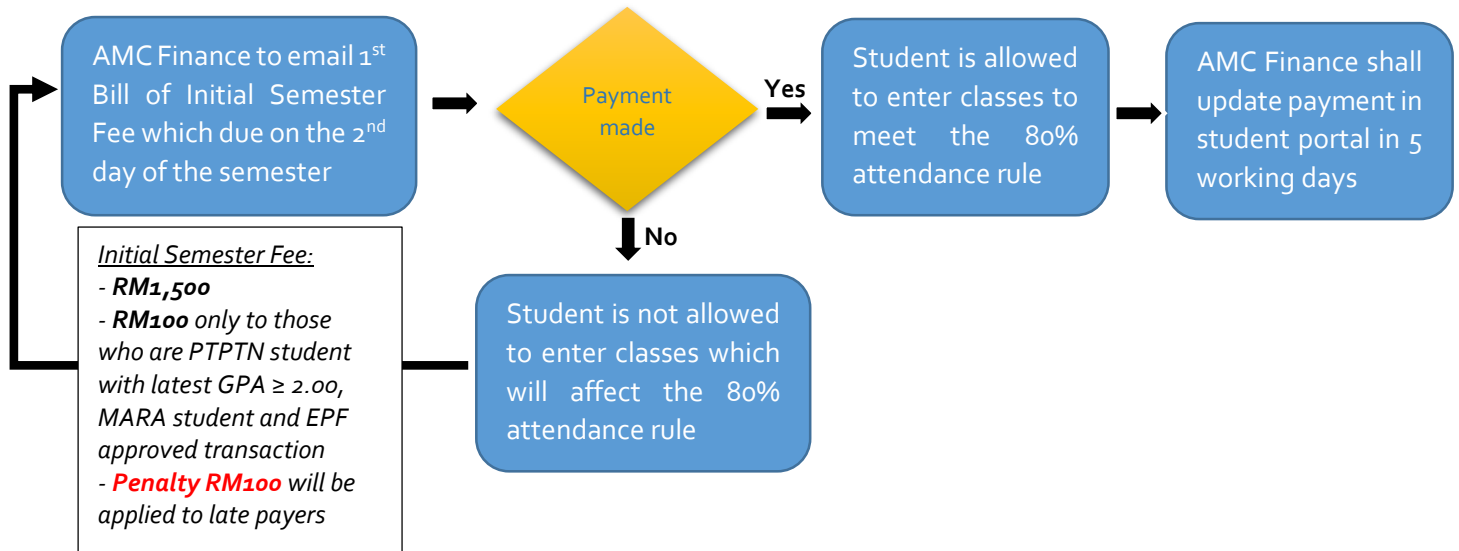 AMC Finance to email 1st
Bill of Initial Semester
Fee which due on the 2nd
day of the semester
Payment
made
Yes
Student is allowed
to enter classes to
meet the 80%
attendance rule
AMC Finance shall
update payment in
student portal in 5
working days
No
Initial Semester Fee:
- RM1,500
- RM100 only to those
who are PTPTN student
with latest GPA ≥ 2.00,
MARA student and EPF
approved transaction
- Penalty RM100 will be
applied to late payers
Student is not allowed
to enter classes which
will affect the 80%
attendance rule